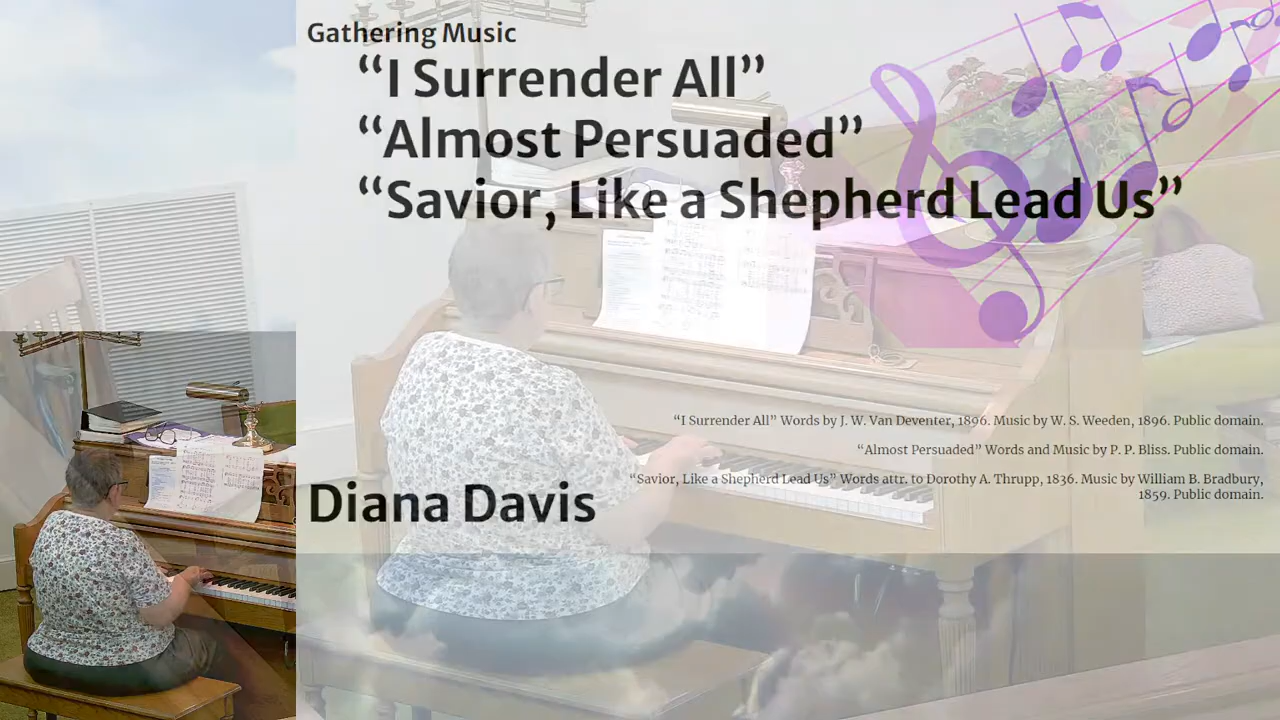 Gathering Music
“I Surrender All”
“Almost Persuaded”
“Savior, Like a Shepherd Lead Us”
“I Surrender All” Words by J. W. Van Deventer, 1896. Music by W. S. Weeden, 1896. Public domain.
“Almost Persuaded” Words and Music by P. P. Bliss. Public domain.
“Savior, Like a Shepherd Lead Us” Words attr. to Dorothy A. Thrupp, 1836. Music by William B. Bradbury,
1859. Public domain.
Diana Davis